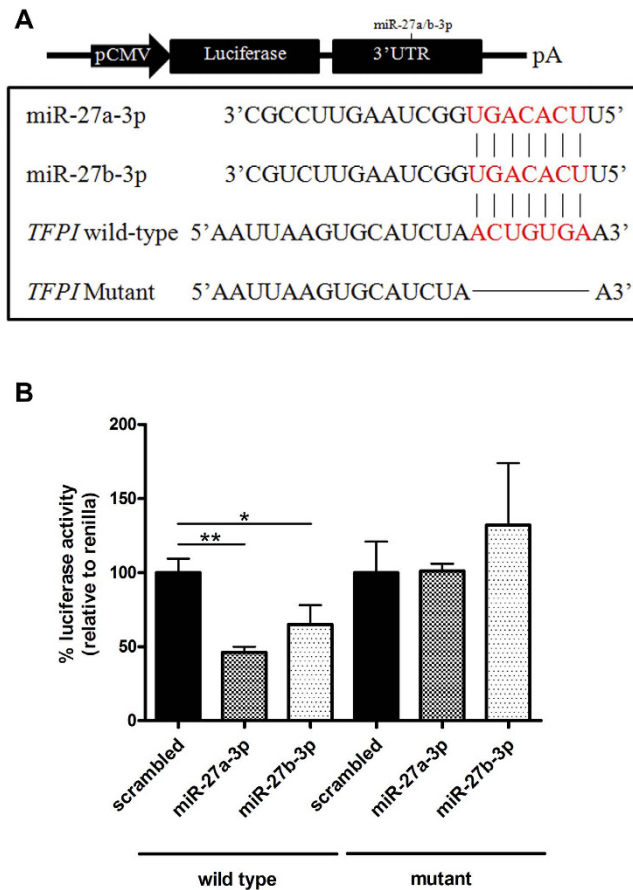 A
miR-27a/b-3p
pCMV Luciferase 3’UTR pA
miR-27a-3p 3’CGCCUUGAAUCGGUGACACUU5’
miR-27b-3p 3’CGUCUUGAAUCGGUGACACUU5’
TFPI wild-type 5’AAUUAAGUGCAUCUAACUGUGAA3’
TFPI Mutant 5’AAUUAAGUGCAUCUA A3’
B
% luciferase activity
(relative to renilla)
200
150
100
50
0
**
*
scrambled
miR-27a-3p
miR-27b-3p
scrambled
miR-27a-3p
miR-27b-3p
wild type
mutant